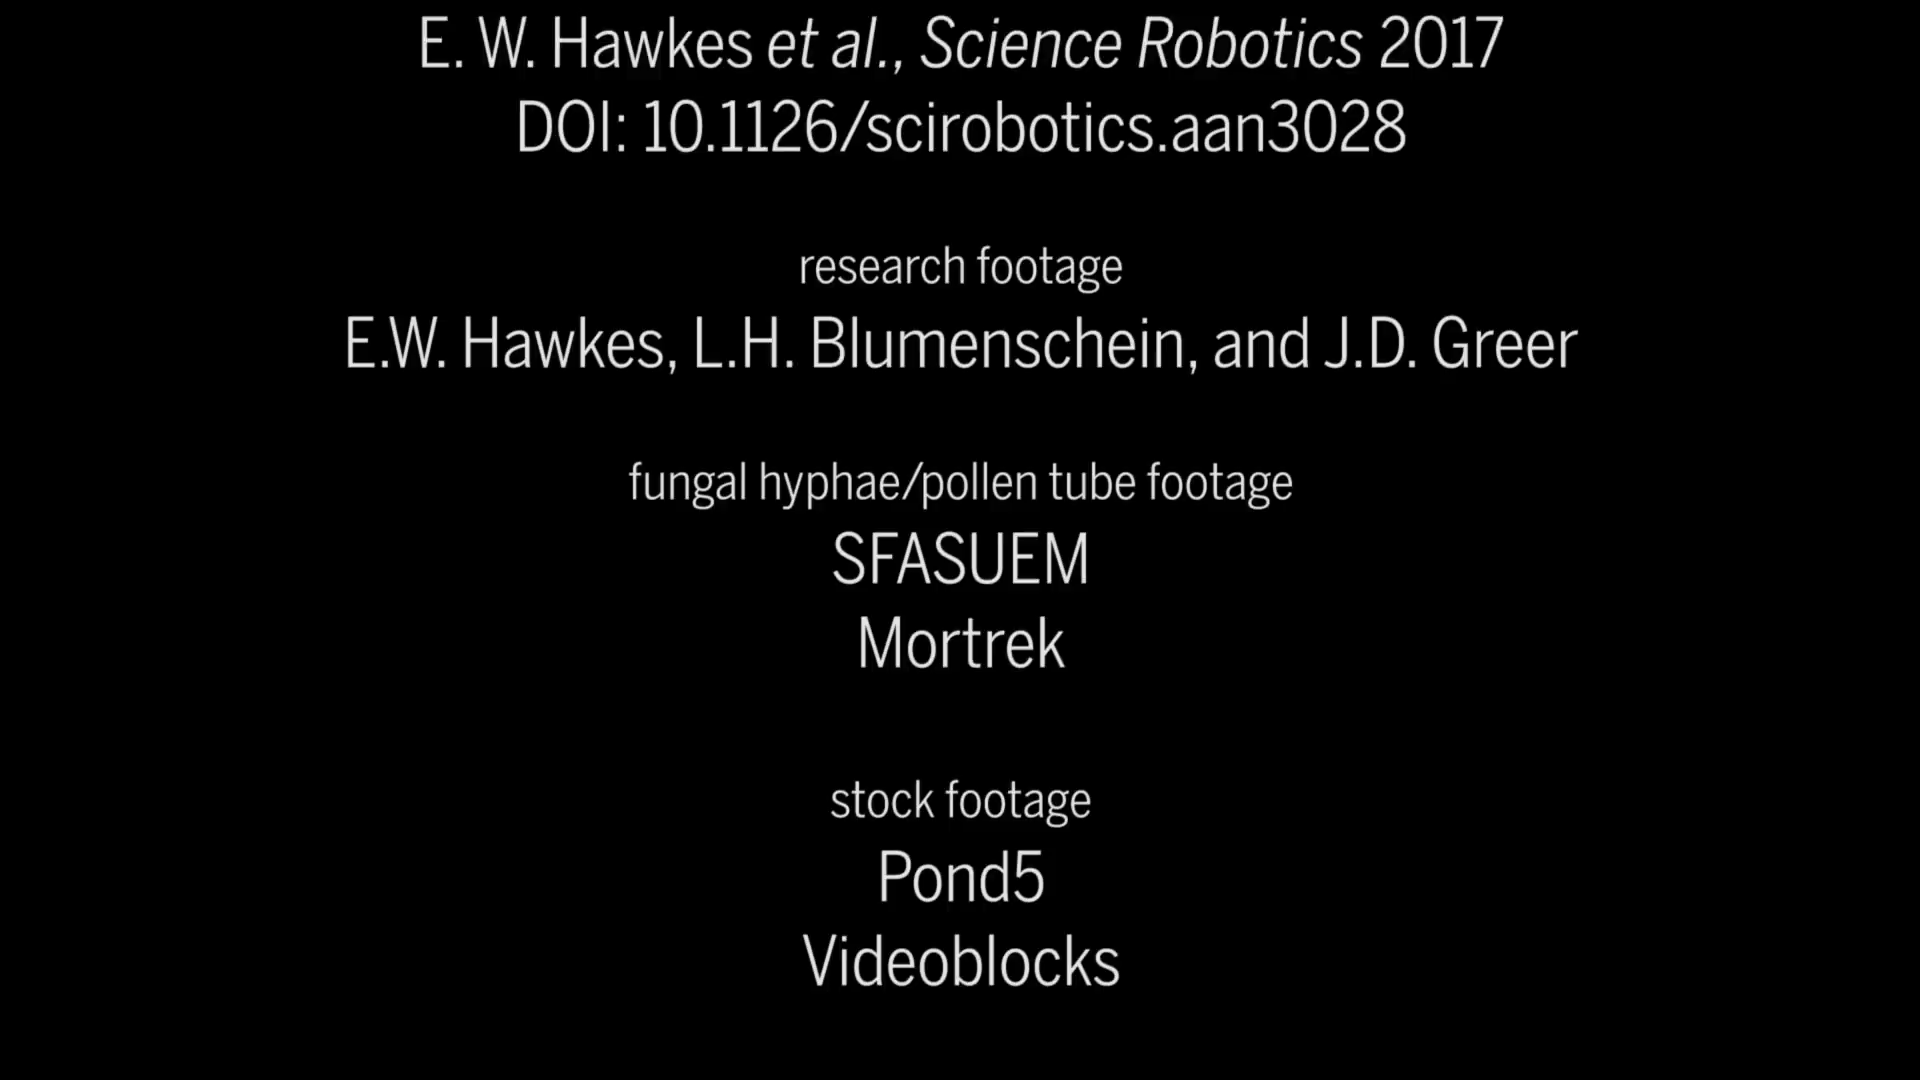 E. W. Hawkes et al., Science Robotics 2017
DOI: 10.1126/scirobotics.aan3028
research footage
E.W. Hawkes, L.H. Blumenschein, and J.D. Greer
fungal hyphae/pollen tube footage
SFASUEM
Mortrek
stock footage
Pond5
Videoblocks